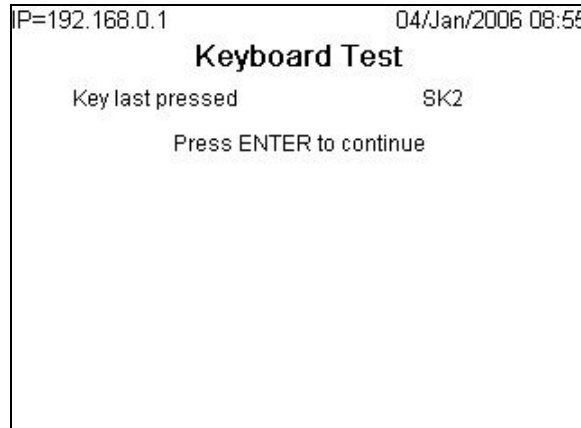 IP=192.168.0.1 04/Jan/2006 08:55
Keyboard Test
Key last pressed SK2
Press ENTER to continue